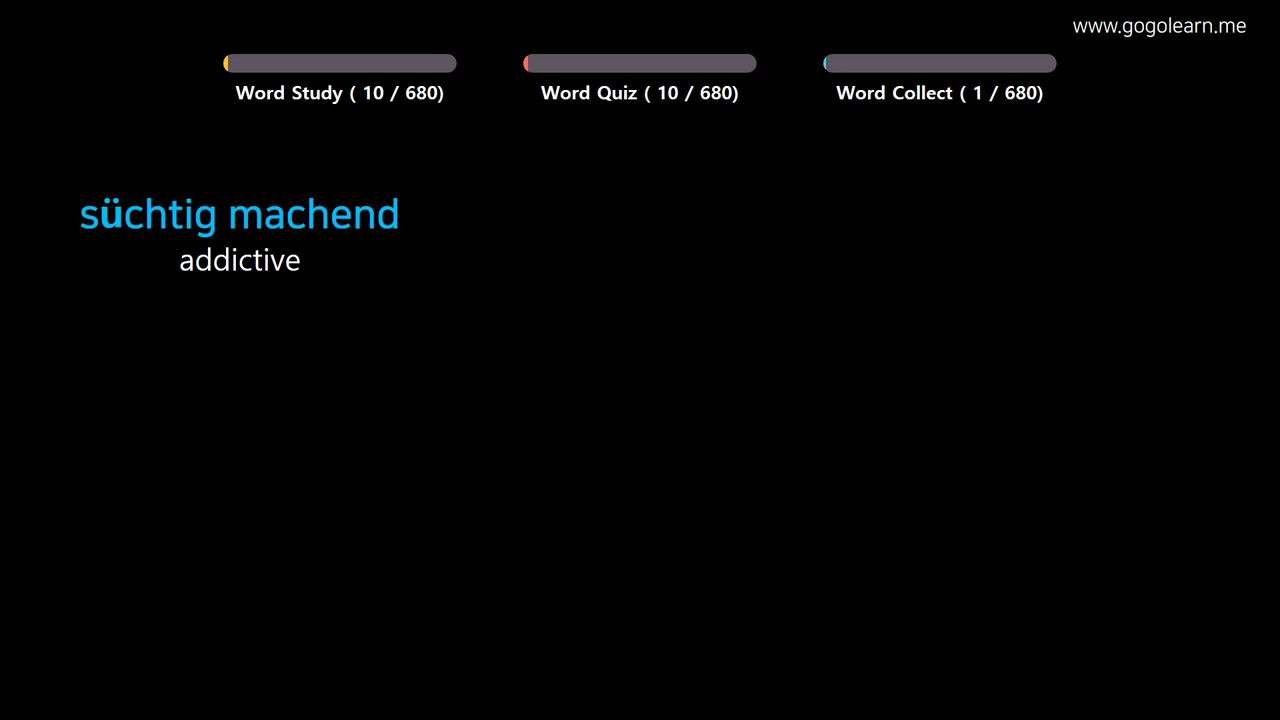 www.gogolearn.me
Word Study ( 10 / 680)
Word Quiz ( 10 / 680)
Word Collect ( 1 / 680)
süchtig machend
addictive